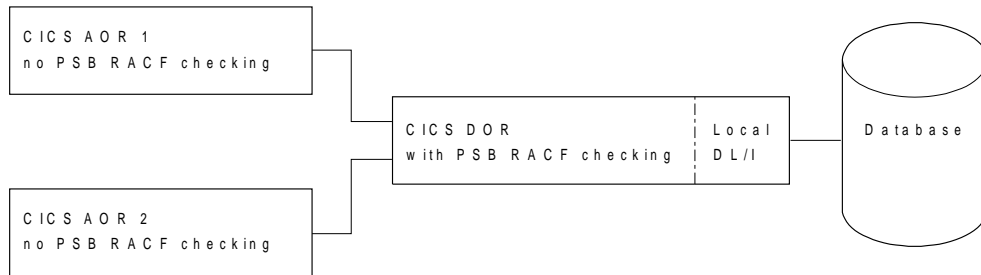 CICS AOR 1
no PSB RACF checking
CICS DOR
with PSB RACF checking
Local
DL/I
Database
CICS AOR 2
no PSB RACF checking